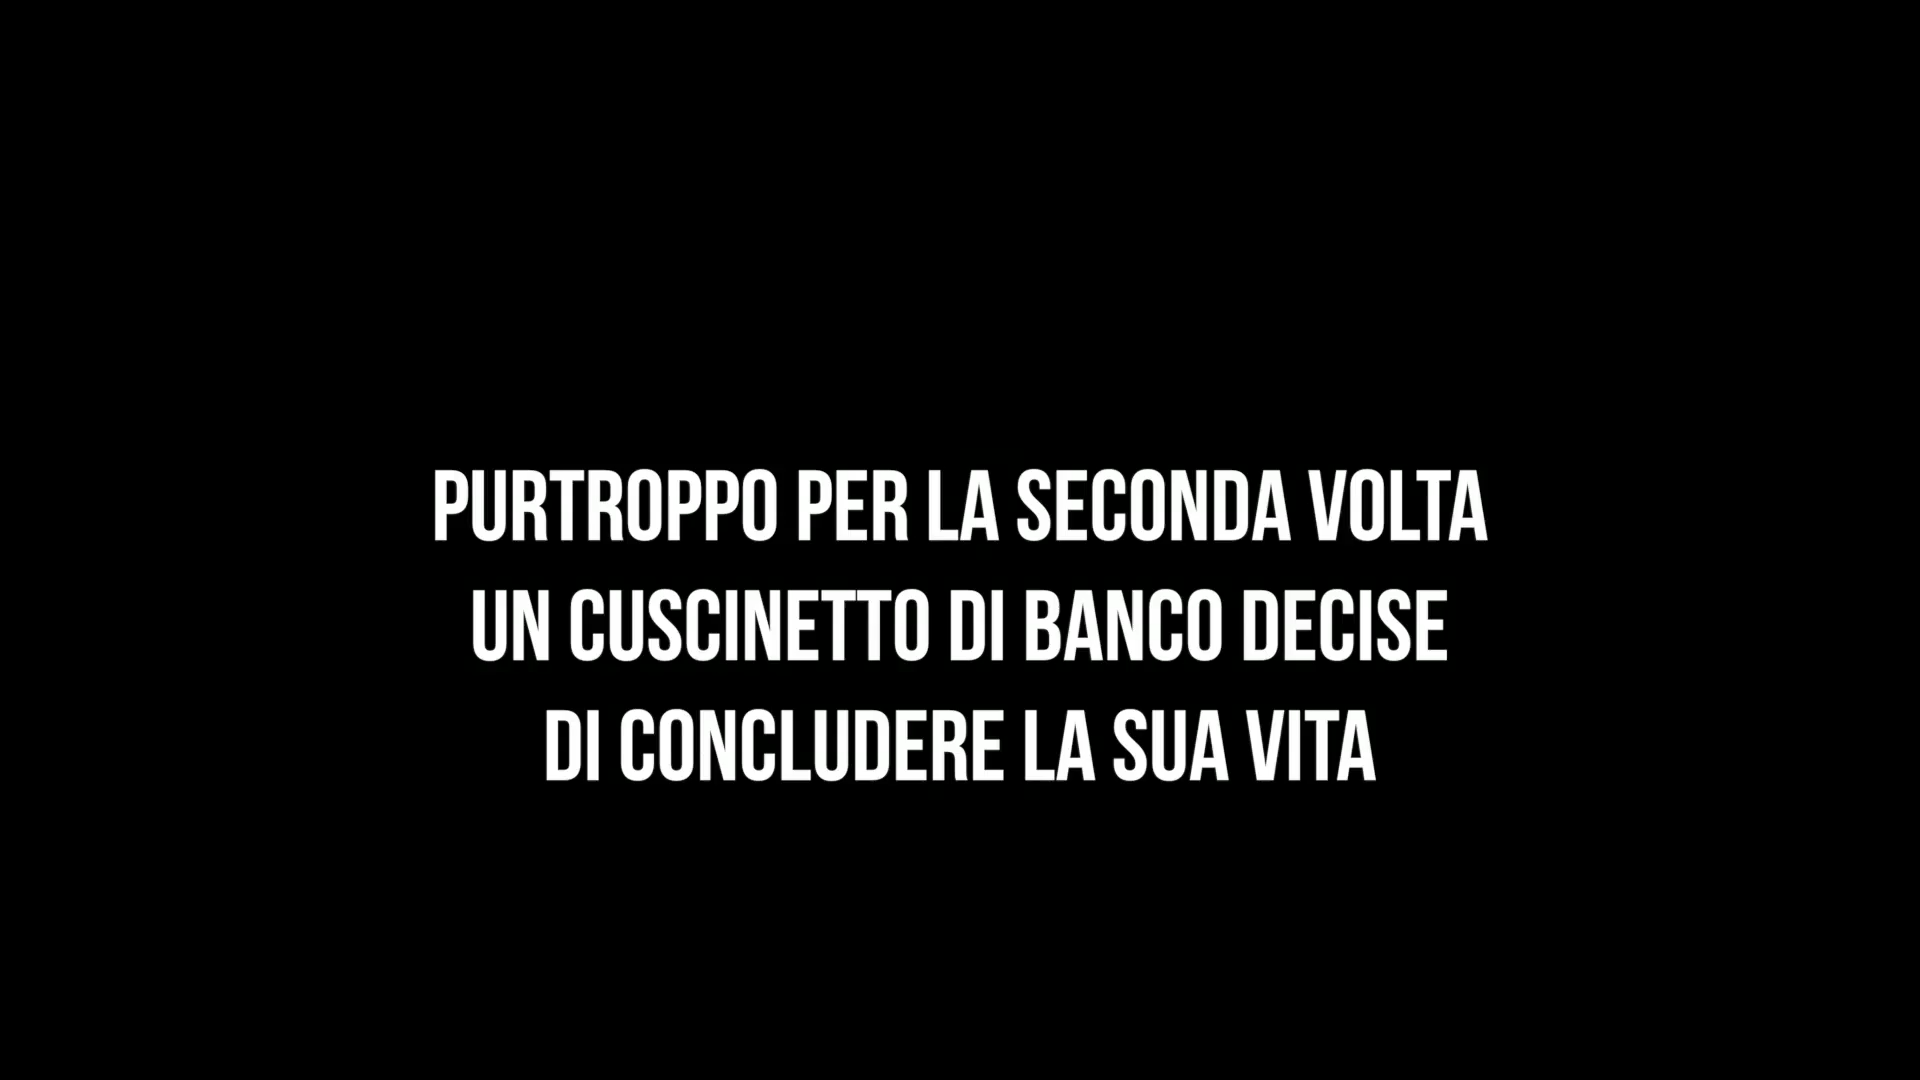 PURTROPPO PER LA SECONDA VOLTA
UN CUSCINETTO DI BANCO DECISE
DI CONCLUDERE LA SUA VITA